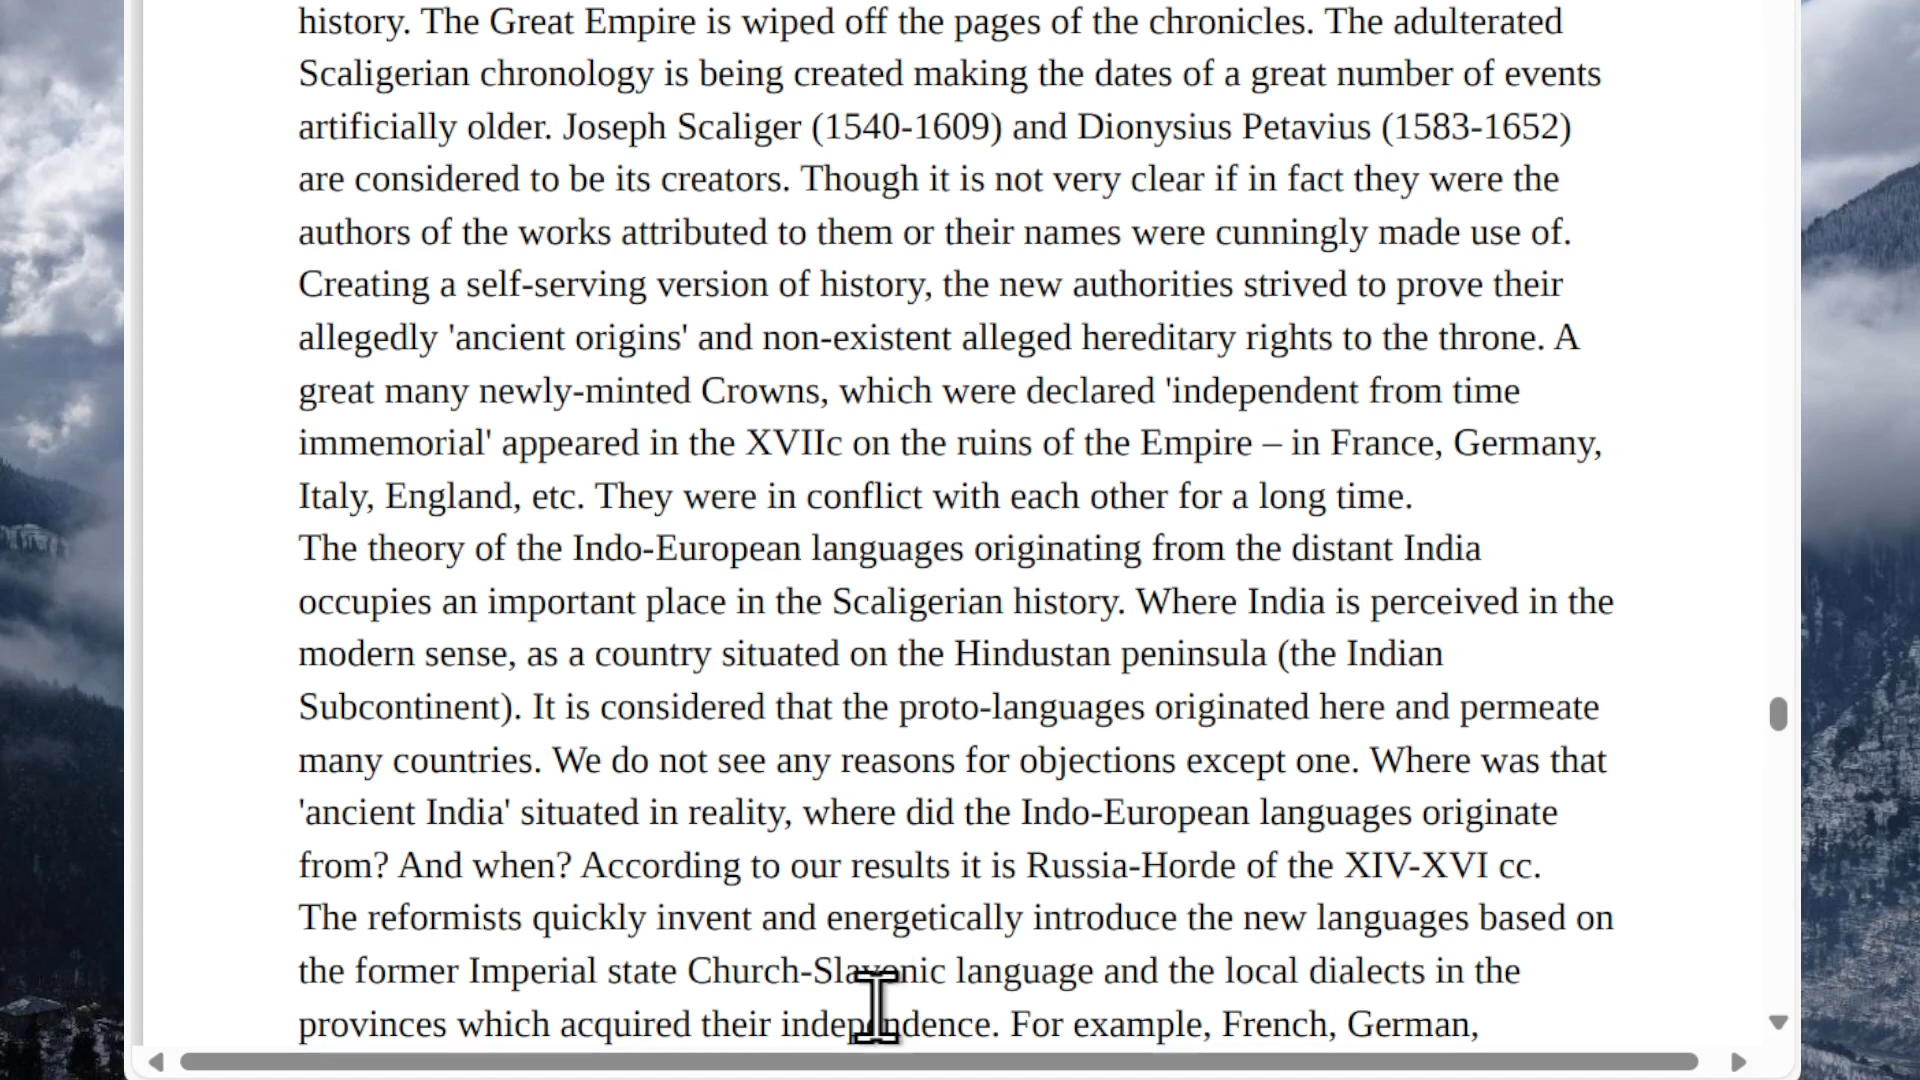 history. The Great Empire is wiped off the pages of the chronicles. The adulterated
Scaligerian chronology is being created making the dates of a great number of events
artificially older. Joseph Scaliger (1540-1609) and Dionysius Petavius (1583-1652)
are considered to be its creators. Though it is not very clear if in fact they were the
authors of the works attributed to them or their names were cunningly made use of.
Creating a self-serving version of history, the new authorities strived to prove their
allegedly 'ancient origins' and non-existent alleged hereditary rights to the throne. A
great many newly-minted Crowns, which were declared 'independent from time
immemorial' appeared in the XVIIc on the ruins of the Empire – in France, Germany,
Italy, England, etc. They were in conflict with each other for a long time.
The theory of the Indo-European languages originating from the distant India
occupies an important place in the Scaligerian history. Where India is perceived in the
modern sense, as a country situated on the Hindustan peninsula (the Indian
Subcontinent). It is considered that the proto-languages originated here and permeate
many countries. We do not see any reasons for objections except one. Where was that
'ancient India' situated in reality, where did the Indo-European languages originate
from? And when? According to our results it is Russia-Horde of the XIV-XVI cc.
The reformists quickly invent and energetically introduce the new languages based on
the former Imperial state Church-Slavonic language and the local dialects in the
provinces which acquired their independence. For example, French, German,